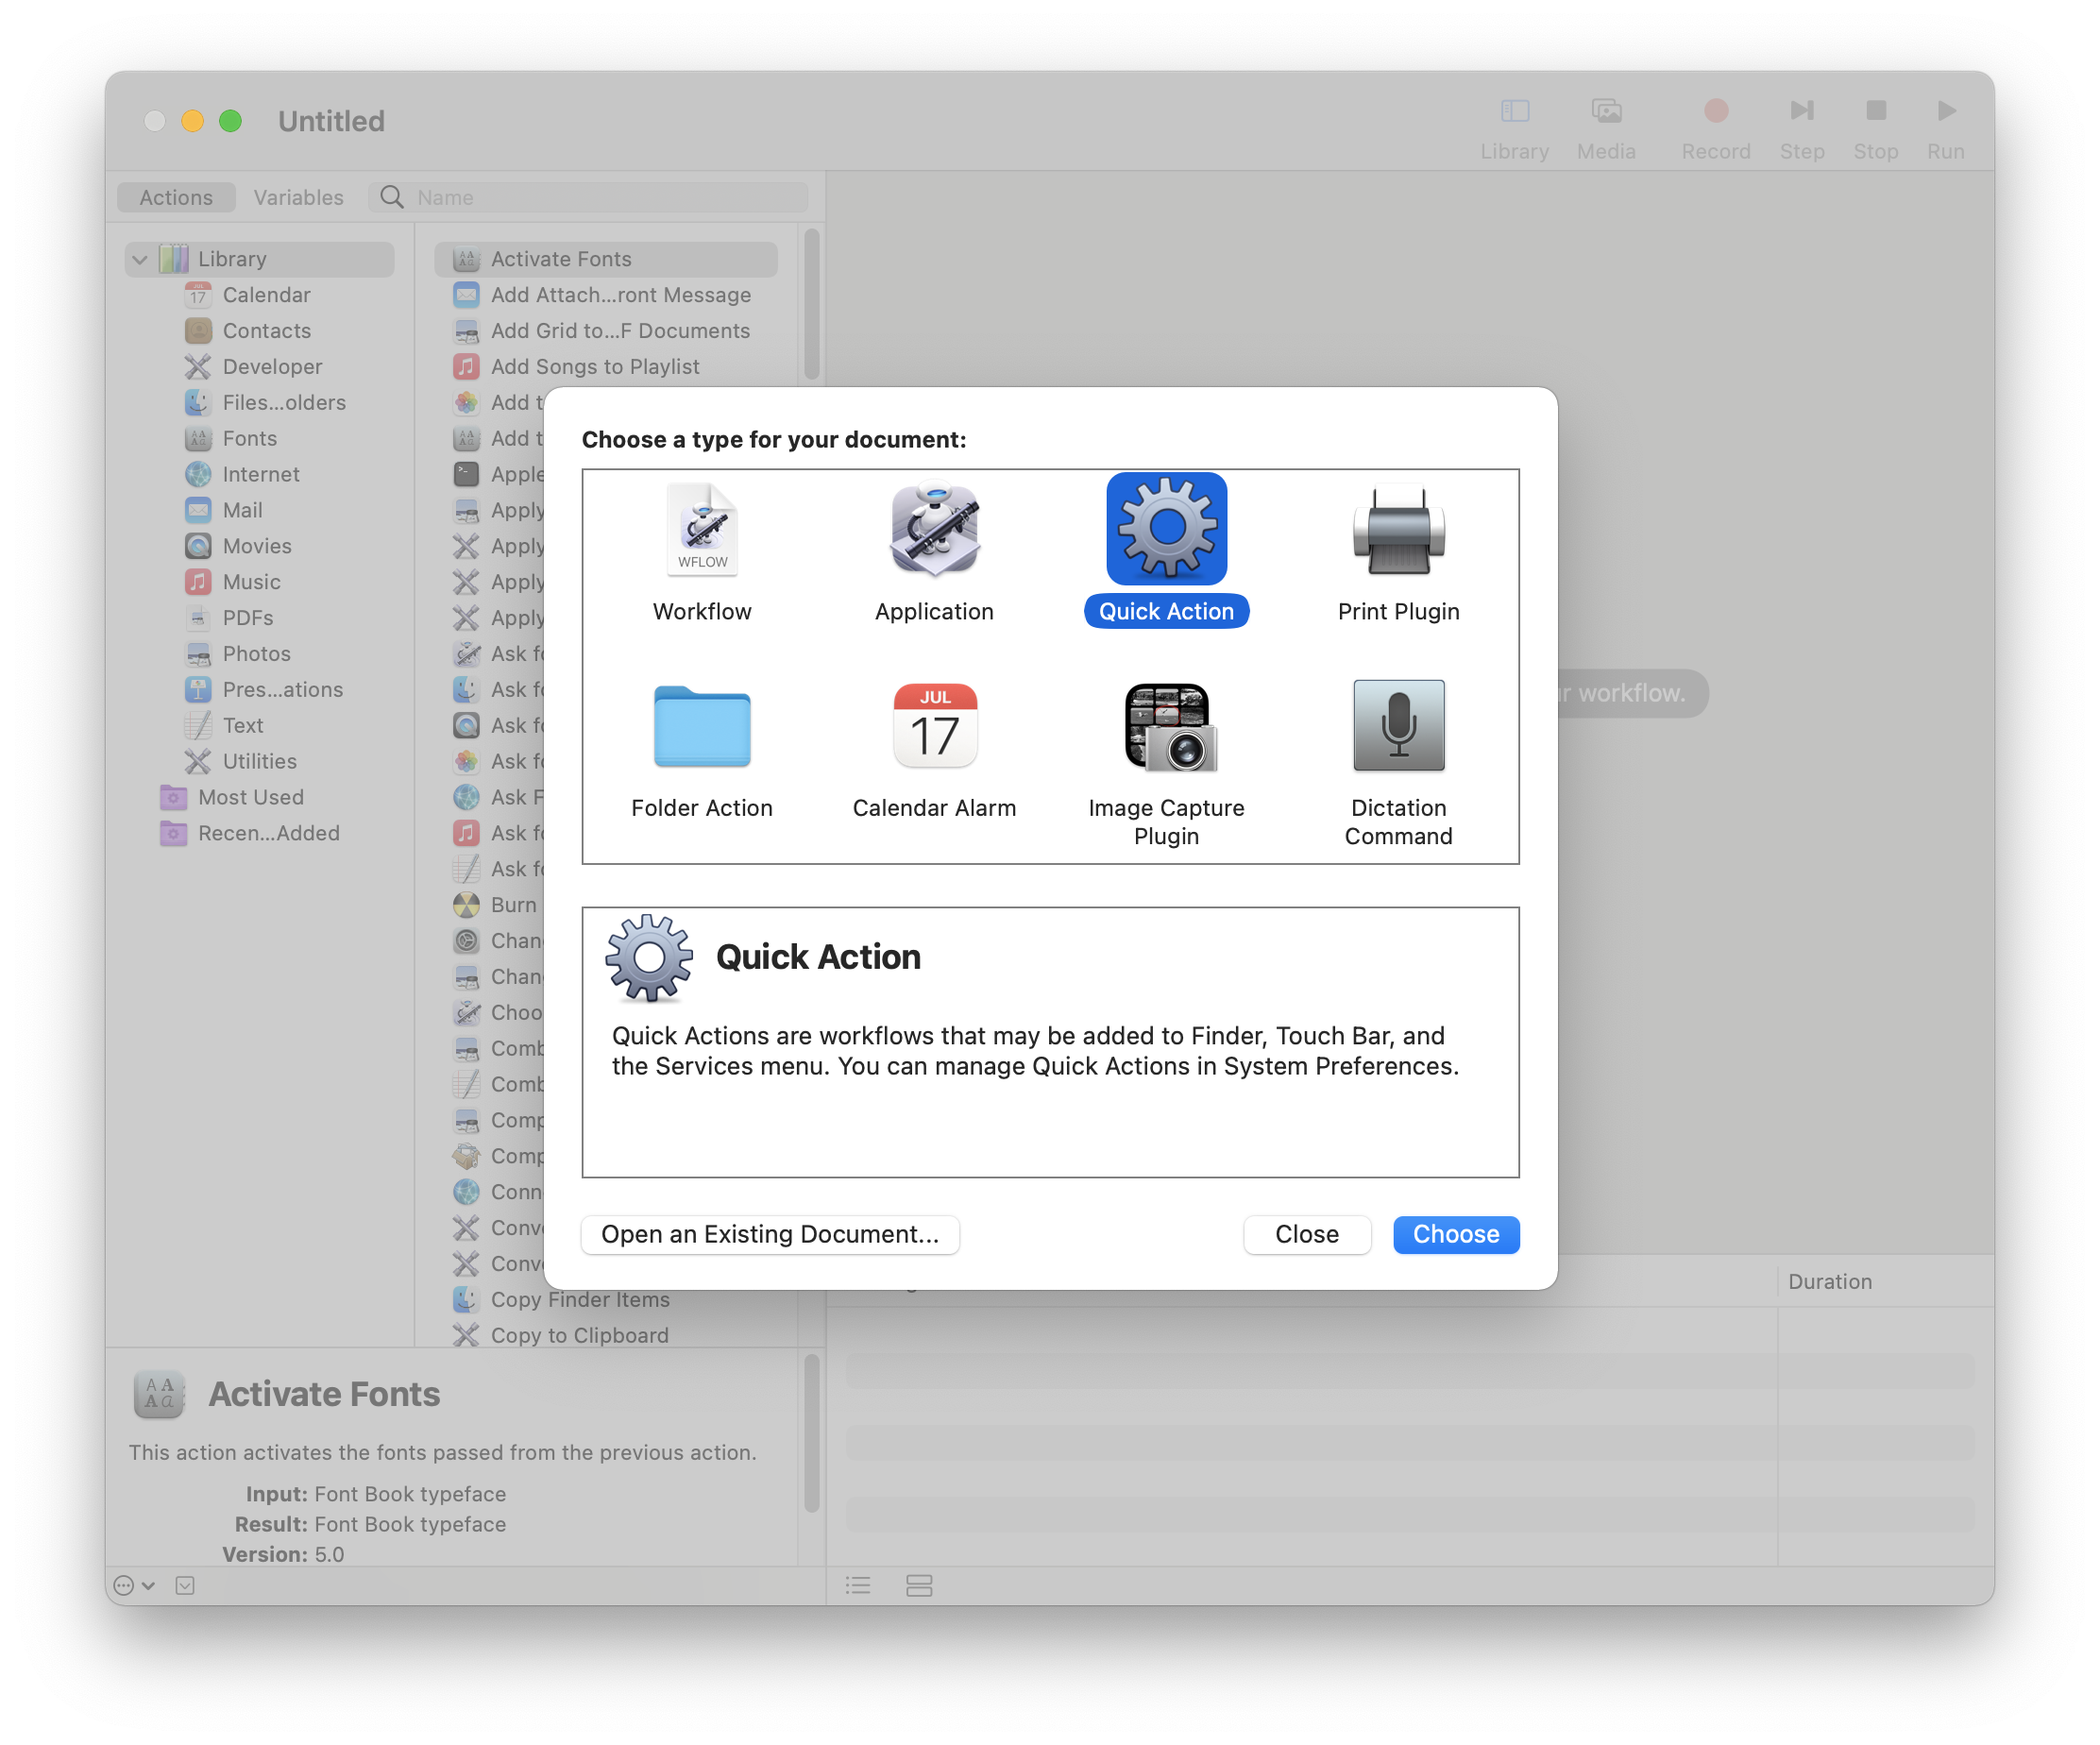 Untitled
Library
Media
Record
Step
Stop
Run
Actions
Variables
Name
Library
Calendar
Contacts
Developer
Files...olders
Fonts
Internet
Mail
Movies
Music
PDFs
Photos
Pres...ations
Text
Utilities
Most Used
Recen...Added
Activate Fonts
Add Attach...ront Message
Add Grid to...F Documents
Add Songs to Playlist
Add t
Add t
Apple
Apply
Apply
Apply
Apply
Ask fo
Ask fo
Ask fo
Ask fo
Ask F
Ask fo
Ask fo
Burn
Chan
Chan
Choo
Comb
Comb
Comp
Comp
Conn
Conve
Conve
Copy Finder Items
Copy to Clipboard
Choose a type for your document:
WFLOW
Workflow
Application
Quick Action
Print Plugin
Folder Action
JUL
17
Calendar Alarm
Image Capture
Plugin
Dictation
Command
Quick Action
Quick Actions are workflows that may be added to Finder, Touch Bar, and
the Services menu. You can manage Quick Actions in System Preferences.
Open an Existing Document...
Close
Choose
r workflow.
Duration
Activate Fonts
This action activates the fonts passed from the previous action.
Input: Font Book typeface
Result: Font Book typeface
Version: 5.0